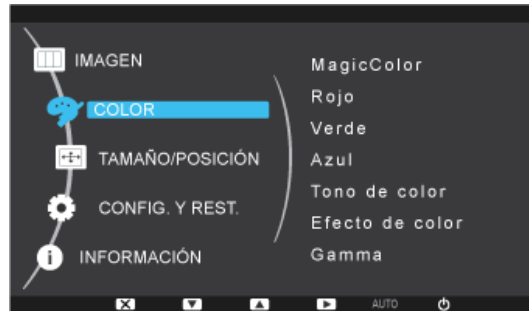 IMAGEN
COLOR
TAMAÑO/POSICIÓN
CONFIG. Y REST.
INFORMACIÓN
MagicColor
Rojo
Verde
Azul
Tono de color
Efecto de color
Gamma
AUTO